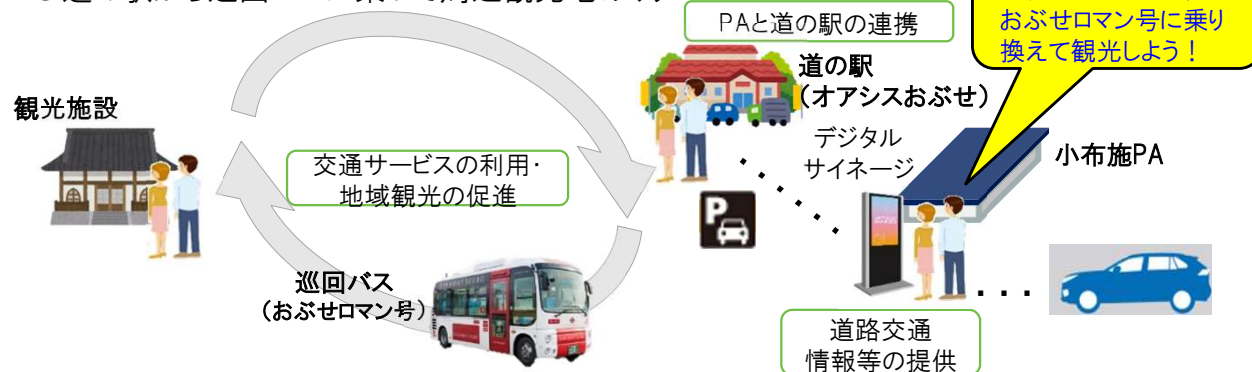 PAと道の駅の連携
おぶせロマン号に乗り
換えて観光しよう！
道の駅
（オアシスおぶせ）
観光施設
デジタル
サイネージ
小布施PA
交通サービスの利用・
地域観光の促進
P
巡回バス
（おぶせロマン号）
道路交通
情報等の提供